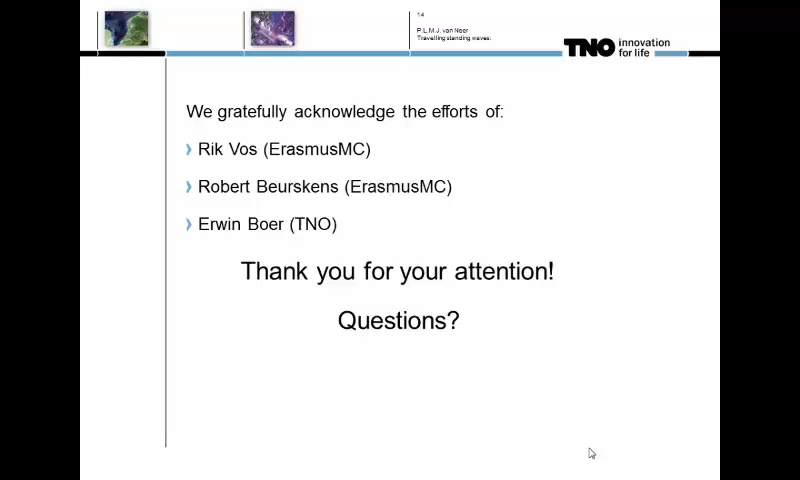 14
P.L.M.J. van Neer
Travelling standing waves:
TNO innovation
for life
We gratefully acknowledge the efforts of:
Rik Vos (ErasmusMC)
Robert Beurskens (ErasmusMC)
Erwin Boer (TNO)
Thank you for your attention!
Questions?